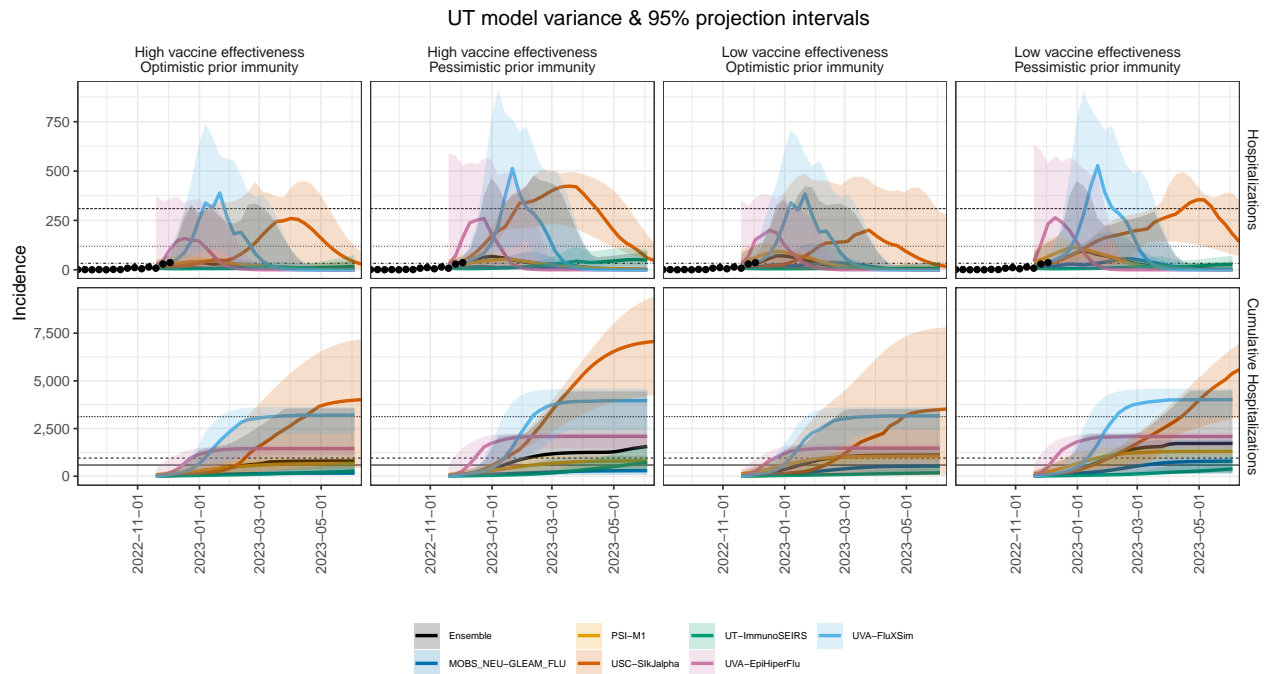 UT model variance & 95% projection intervals
High vaccine effectiveness
Optimistic prior immunity
High vaccine effectiveness
Pessimistic prior immunity
Low vaccine effectiveness
Optimistic prior immunity
Low vaccine effectiveness
Pessimistic prior immunity
Incidence
750
500
250
0
Hospitalizations
7,500
5,000
2,500
0
Cumulative Hospitalizations
2022−11−01
2023−01−01
2023−03−01
2023−05−01
2022−11−01
2023−01−01
2023−03−01
2023−05−01
2022−11−01
2023−01−01
2023−03−01
2023−05−01
2022−11−01
2023−01−01
2023−03−01
2023−05−01
Ensemble
PSI−M1
UT−ImmunoSEIRS
UVA−FluXSim
MOBS_NEU−GLEAM_FLU
USC−SIkJalpha
UVA−EpiHiperFlu